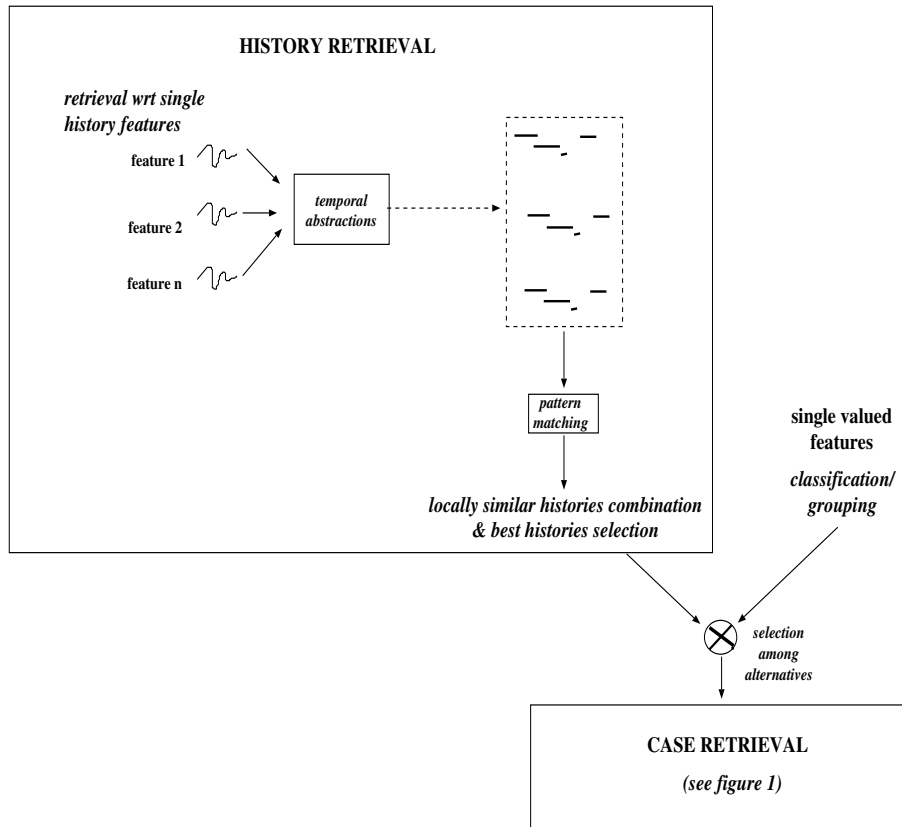 HISTORY RETRIEVAL
retrieval wrt single
history features
feature 1
feature 2
feature n
temporal
abstractions
pattern
matching
locally similar histories combination
& best histories selection
single valued
features
classification/
grouping
selection
among
alternatives
CASE RETRIEVAL
(see figure 1)